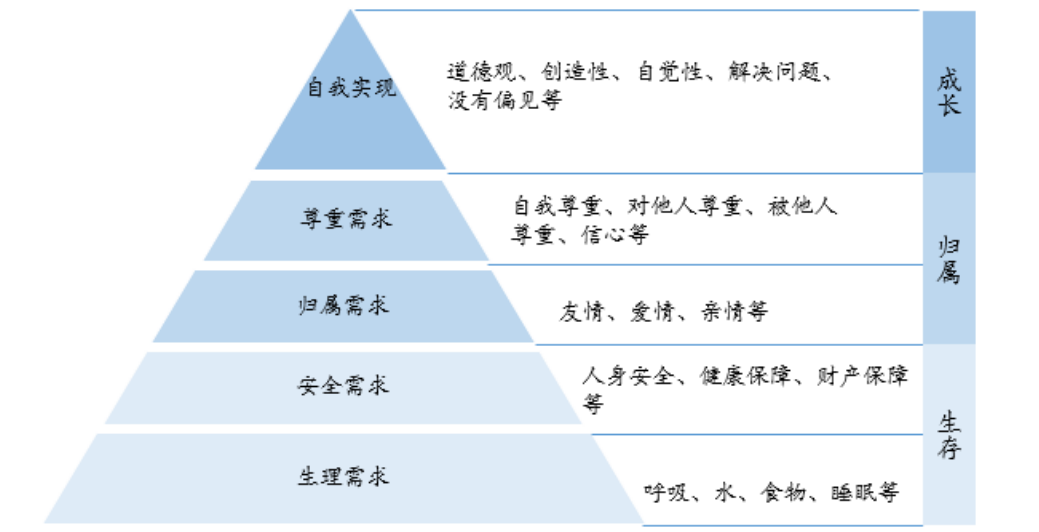 自我实现
道德观、创造性、自觉性、解决问题、
没有偏见等
成长
尊重需求
自我尊重、对他人尊重、被他人
尊重、信心等
归属
归属需求
友情、爱情、亲情等
安全需求
人身安全、健康保障、财产保障
等
生存
生理需求
呼吸、水、食物、睡眠等